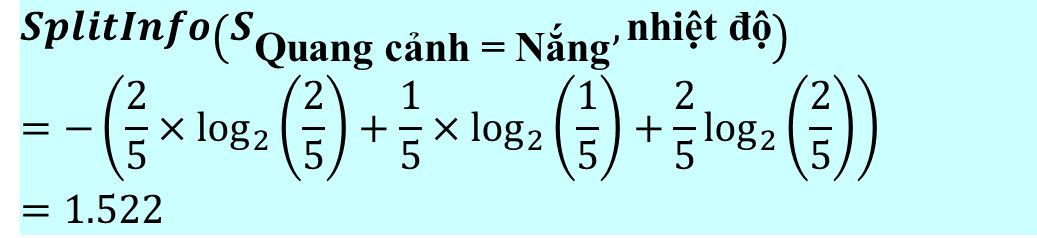 SplitInfo(S Quang cảnh = Nắng, nhiệt độ)
= −(2/5 × log₂(2/5) + 1/5 × log₂(1/5) + 2/5 log₂(2/5))
= 1.522